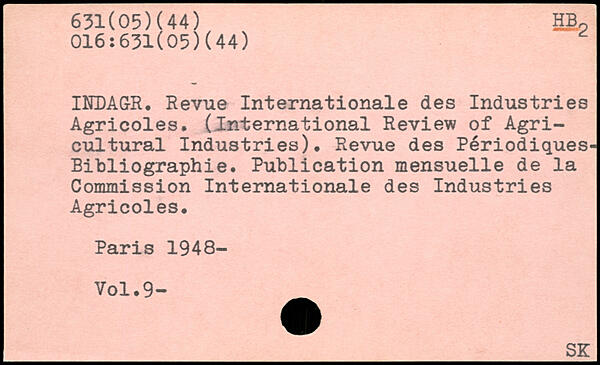 631(05)(44)
HB2
016:631(05)(44)
INDAGR. Revue Internationale des Industries
Agricoles. (International Review of Agri-
cultural Industries). Revue des Périodiques-
Bibliographie. Publication mensuelle de la
Commission Internationale des Industries
Agricoles.
Paris 1948-
Vol.9-
SK